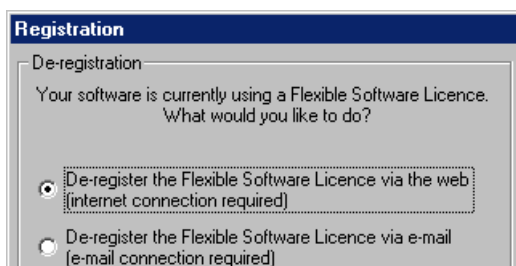 Registration
De-registration
Your software is currently using a Flexible Software Licence.
What would you like to do?
De-register the Flexible Software Licence via the web
(internet connection required)
De-register the Flexible Software Licence via e-mail
(e-mail connection required)